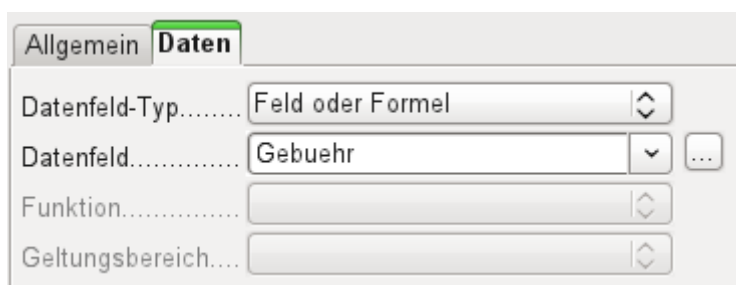 Allgemein Daten
Datenfeld-Typ........ Feld oder Formel
Datenfeld.............. Gebuehr ...
Funktion...............
Geltungsbereich....